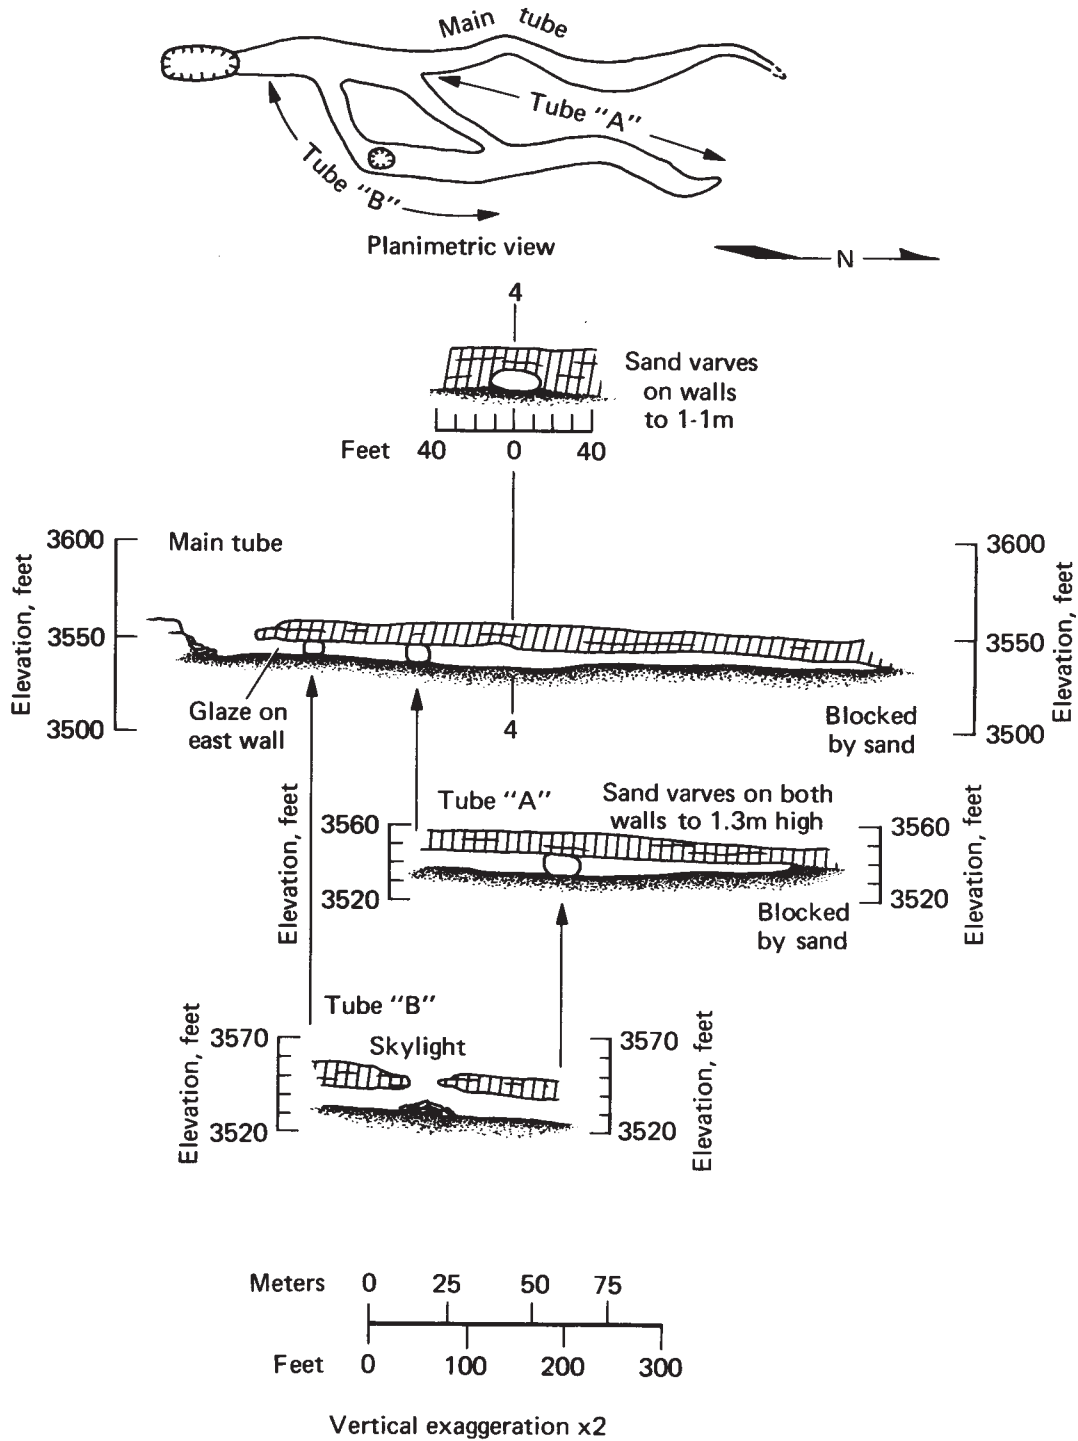 Main tube
Tube "A"
Tube "B"
Planimetric view
N
4
Sand varves
on walls
to 1-1m
Feet 40 0 40
3600
3550
3500
Elevation, feet
Main tube
3600
3550
3500
Elevation, feet
Glaze on
east wall
4
Blocked
by sand
Tube "A"
Sand varves on both
walls to 1.3m high
3560
3520
Elevation, feet
3560
3520
Elevation, feet
Blocked
by sand
Tube "B"
Skylight
3570
3520
Elevation, feet
3570
3520
Elevation, feet
Meters 0 25 50 75
Feet 0 100 200 300
Vertical exaggeration x2